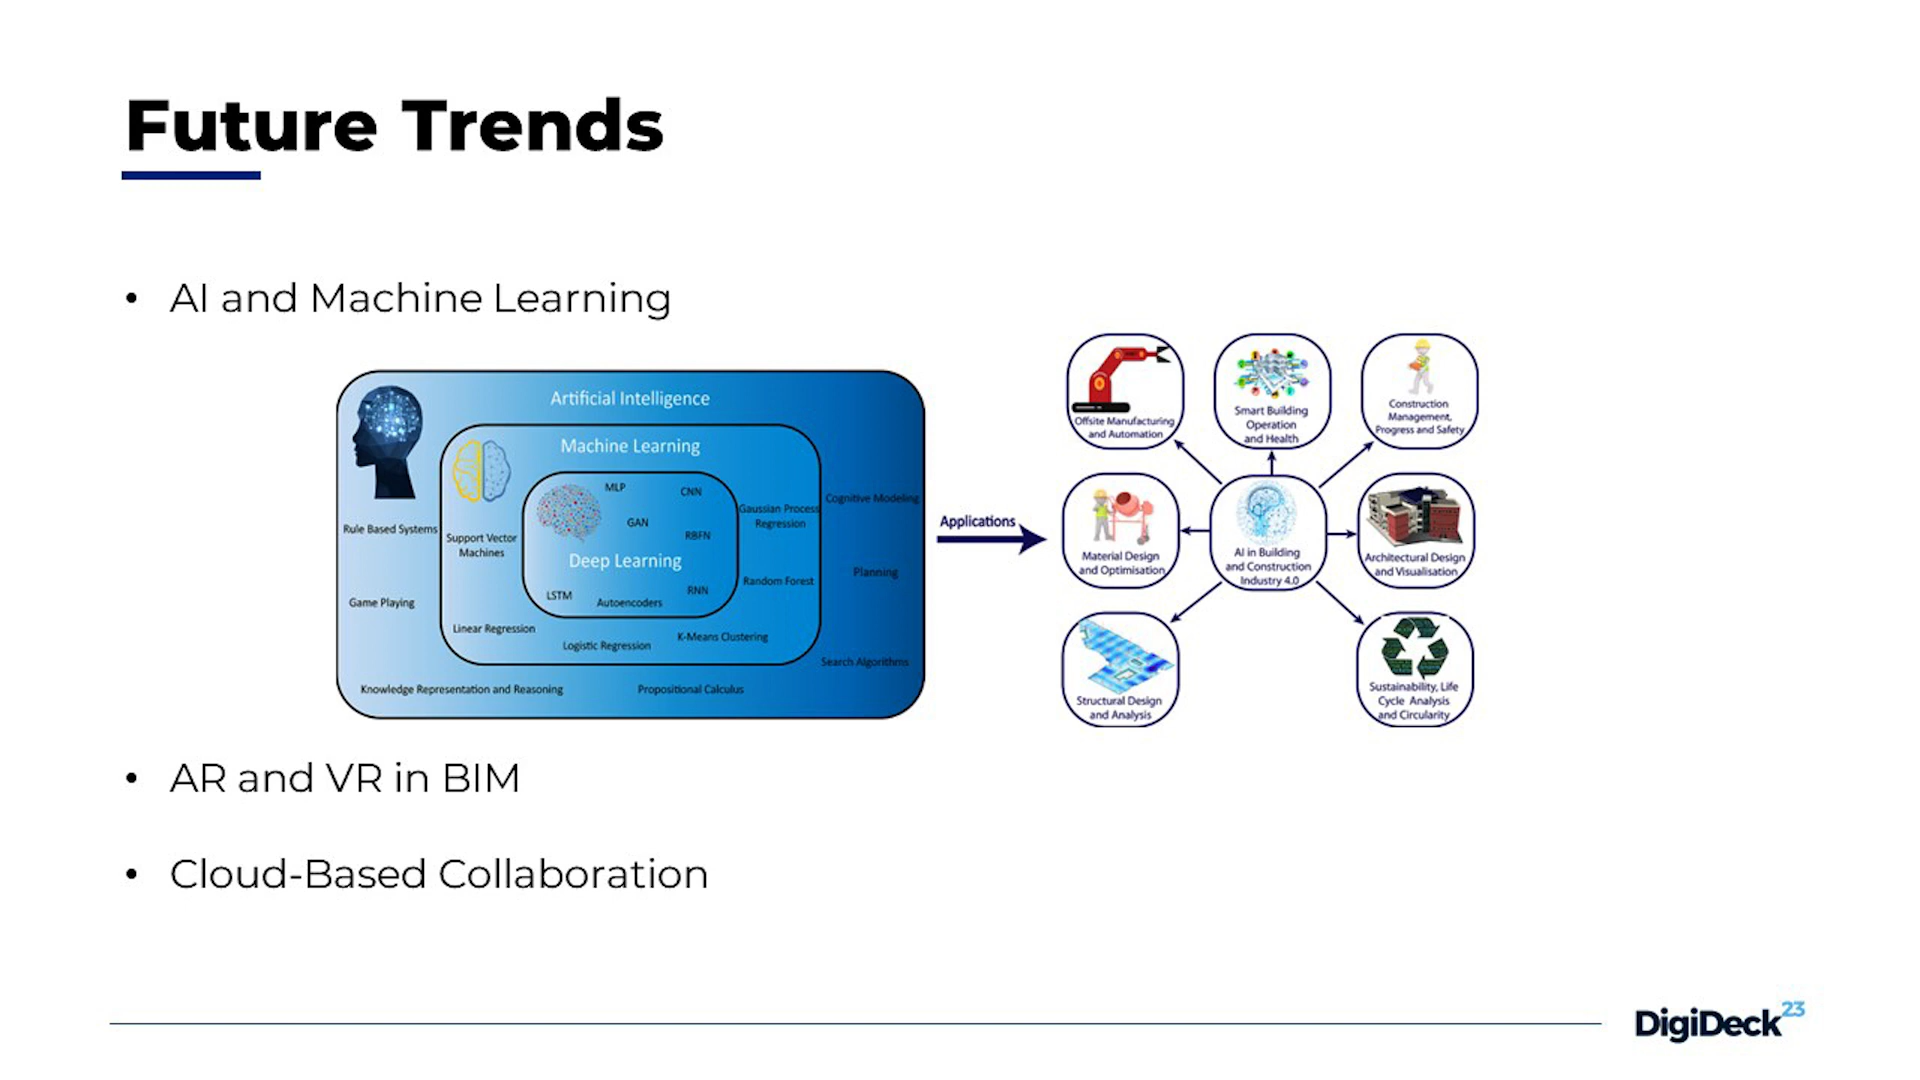 Future Trends
• AI and Machine Learning
Artificial Intelligence
Machine Learning
MLP
CNN
GAN
RBFN
Deep Learning
LSTM
Autoencoders
RNN
Support Vector
Machines
Gaussian Process
Regression
Random Forest
Linear Regression
Logistic Regression
K-Means Clustering
Rule Based Systems
Game Playing
Cognitive Modeling
Planning
Search Algorithms
Knowledge Representation and Reasoning
Propositional Calculus
Applications
Offsite Manufacturing
and Automation
Smart Building
Operation
and Health
Construction
Management,
Progress and Safety
Material Design
and Optimisation
AI in Building
and Construction
Industry 4.0
Architectural Design
and Visualisation
Structural Design
and Analysis
Sustainability, Life
Cycle Analysis
and Circularity
• AR and VR in BIM
• Cloud-Based Collaboration
DigiDeck23